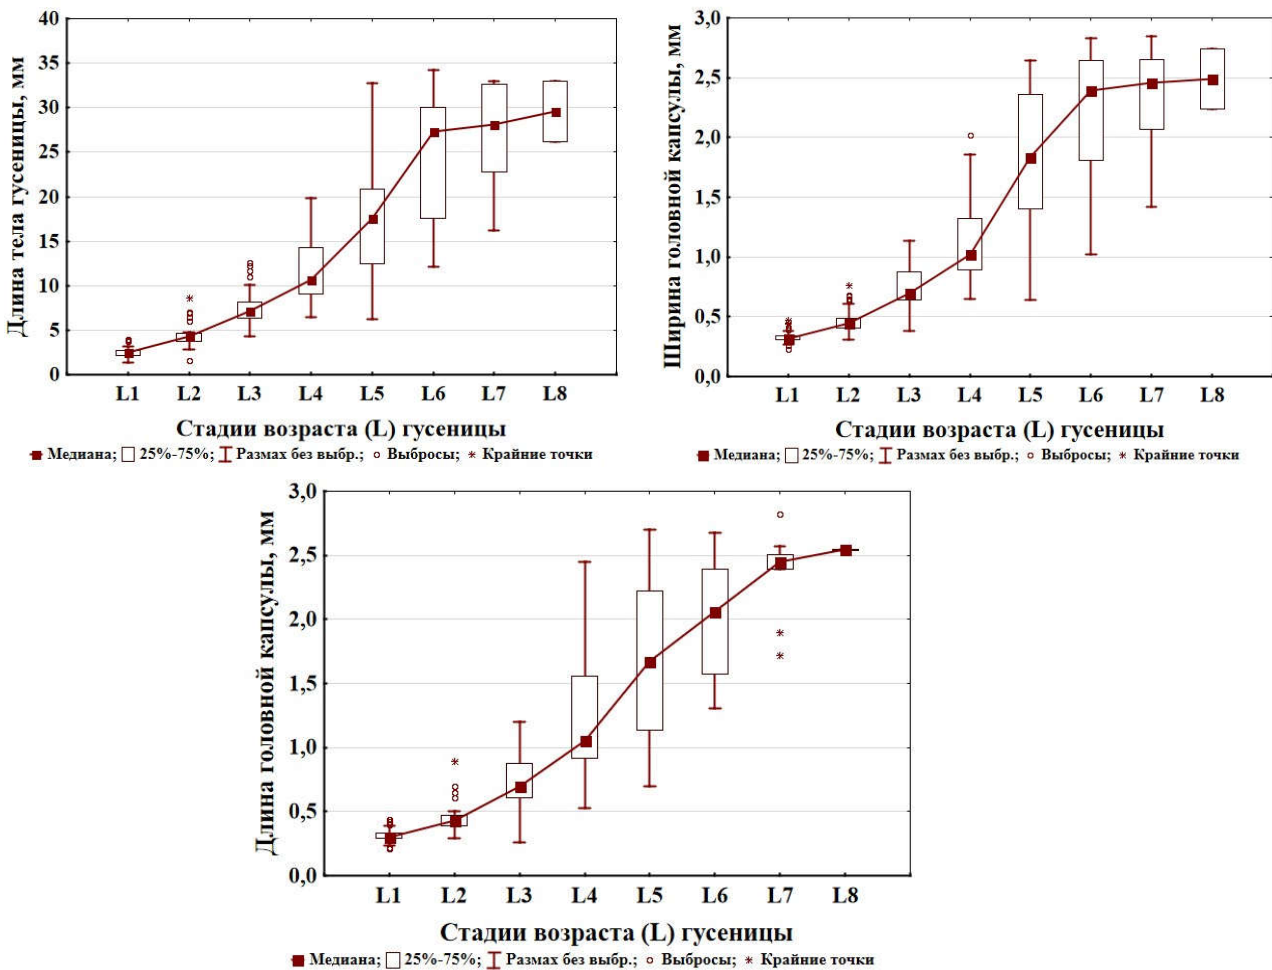 Длина тела гусеницы, мм
40
35
30
25
20
15
10
5
0
L1 L2 L3 L4 L5 L6 L7 L8
Стадии возраста (L) гусеницы
Медиана; 25%-75%; Размах без выбр.; Выбросы; Крайние точки
Ширина головной капсулы, мм
3,0
2,5
2,0
1,5
1,0
0,5
0,0
L1 L2 L3 L4 L5 L6 L7 L8
Стадии возраста (L) гусеницы
Медиана; 25%-75%; Размах без выбр.; Выбросы; Крайние точки
Длина головной капсулы, мм
3,0
2,5
2,0
1,5
1,0
0,5
0,0
L1 L2 L3 L4 L5 L6 L7 L8
Стадии возраста (L) гусеницы
Медиана; 25%-75%; Размах без выбр.; Выбросы; Крайние точки